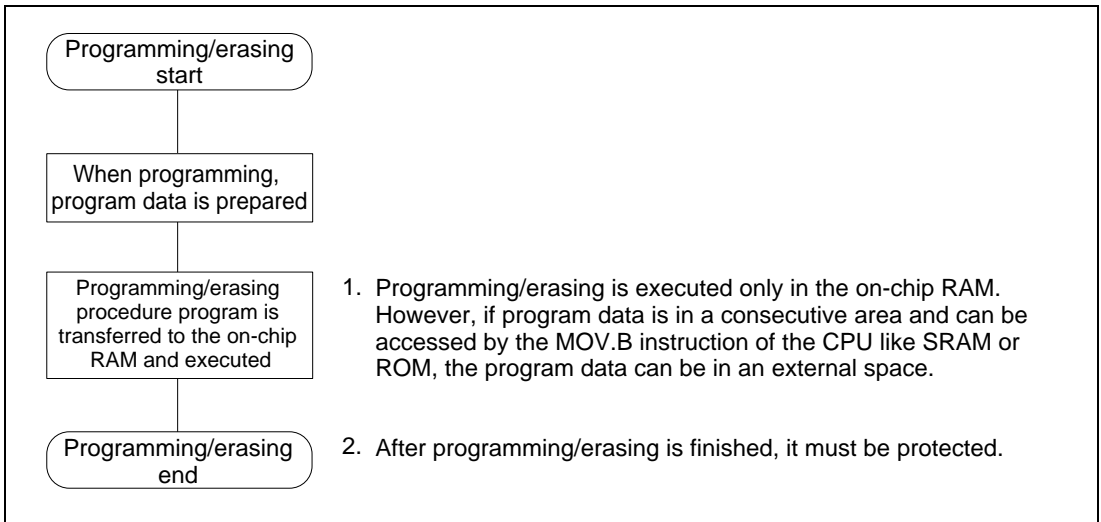 Programming/erasing
start
When programming,
program data is prepared
Programming/erasing
procedure program is
transferred to the on-chip
RAM and executed
1. Programming/erasing is executed only in the on-chip RAM.
However, if program data is in a consecutive area and can be
accessed by the MOV.B instruction of the CPU like SRAM or
ROM, the program data can be in an external space.
Programming/erasing
end
2. After programming/erasing is finished, it must be protected.